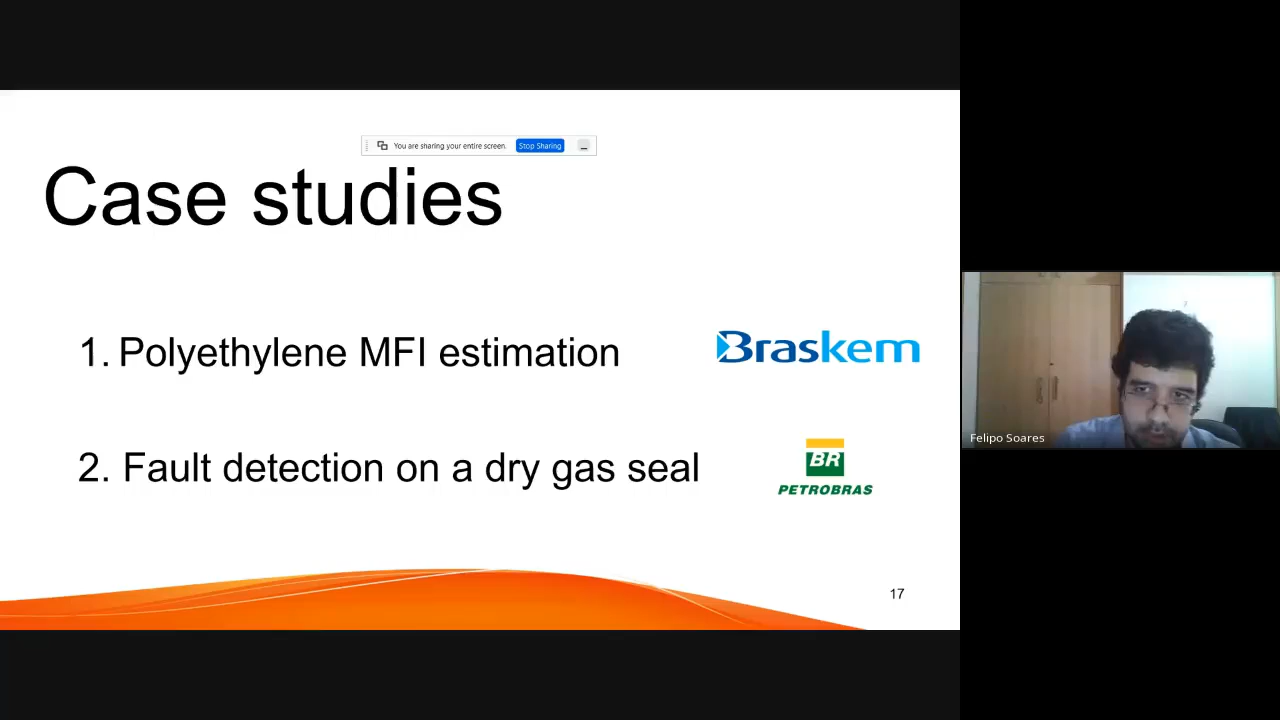 You are sharing your entire screen.
Stop Sharing
Case studies
1. Polyethylene MFI estimation
Braskem
2. Fault detection on a dry gas seal
BR
PETROBRAS
17
Felipo Soares